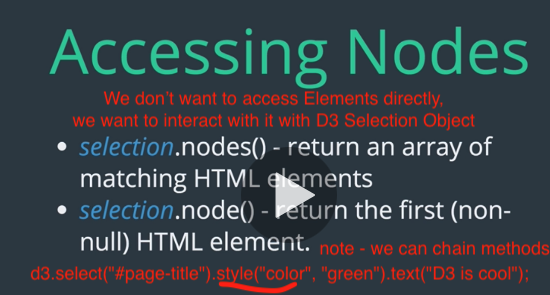 Accessing Nodes
We don't want to access Elements directly,
we want to interact with it with D3 Selection Object
• selection.nodes() - return an array of
matching HTML elements
• selection.node() - return the first (non-
null) HTML element.
note - we can chain methods
d3.select("#page-title").style("color", "green").text("D3 is cool");